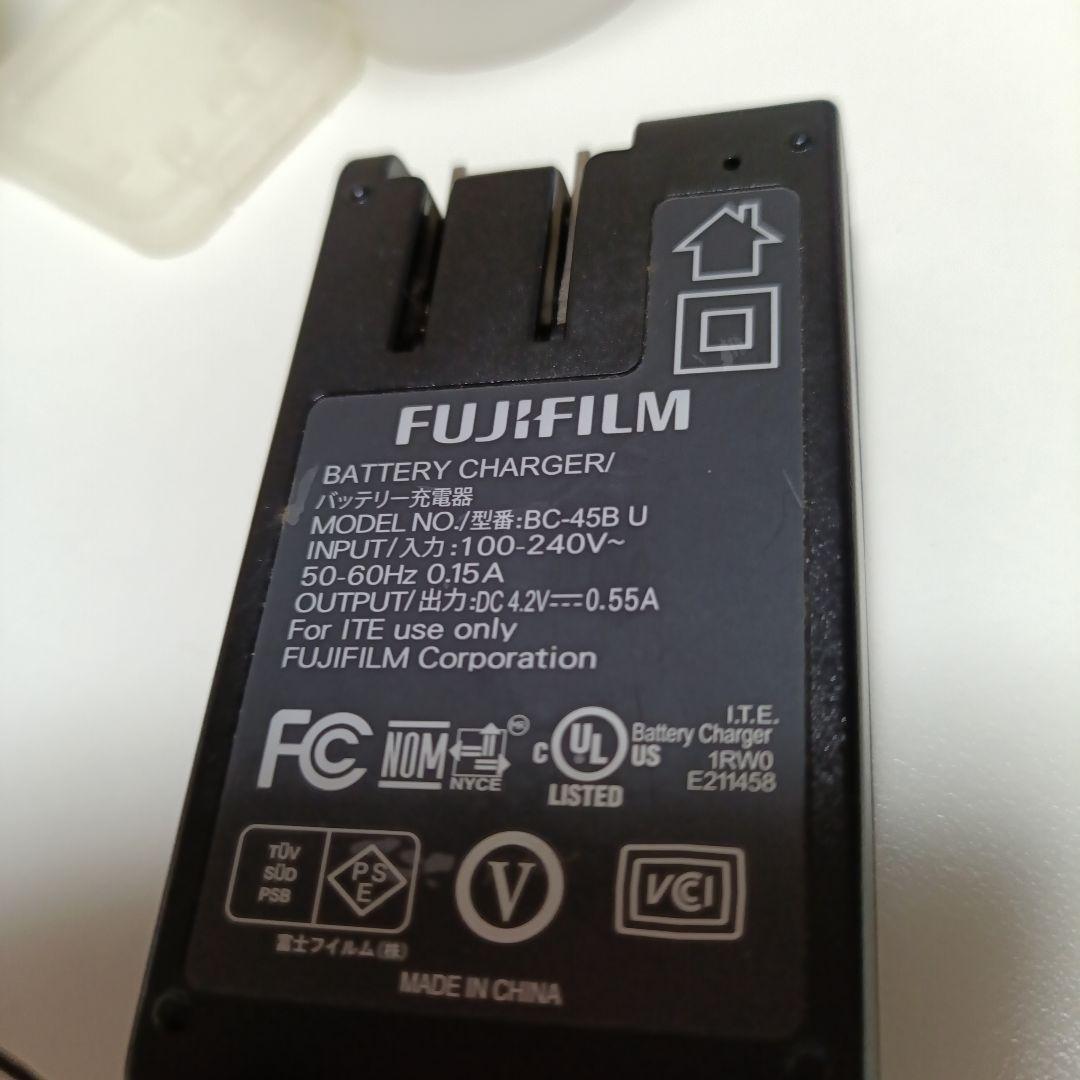 FUJIFILM
BATTERY CHARGER/
バッテリー充電器
MODEL NO./型番:BC-45B U
INPUT/入力:100-240V~
50-60Hz 0.15A
OUTPUT/出力:DC 4.2V⎓0.55A
For ITE use only
FUJIFILM Corporation
FC
NOM
NYCE
C UL US
LISTED
I.T.E.
Battery Charger
1RW0
E211458
TÜV
SÜD
PSB
PS
E
V
VCI
富士フイルム(株)
MADE IN CHINA